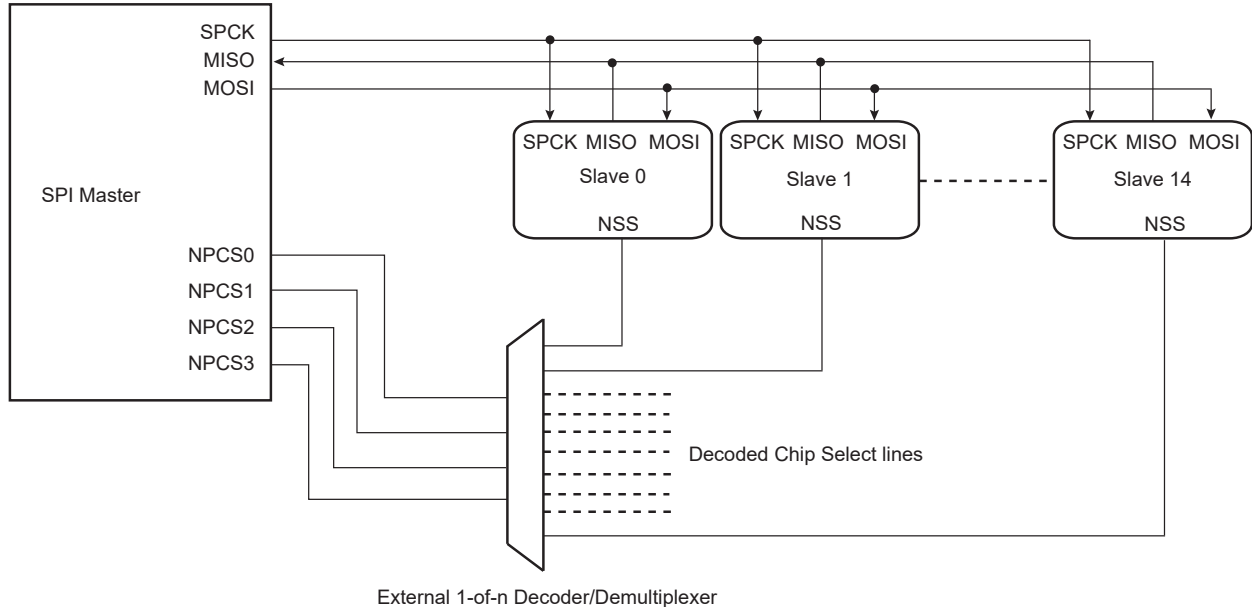 SPCK
MISO
MOSI
SPI Master
NPCS0
NPCS1
NPCS2
NPCS3
SPCK MISO MOSI
Slave 0
NSS
SPCK MISO MOSI
Slave 1
NSS
SPCK MISO MOSI
Slave 14
NSS
Decoded Chip Select lines
External 1-of-n Decoder/Demultiplexer